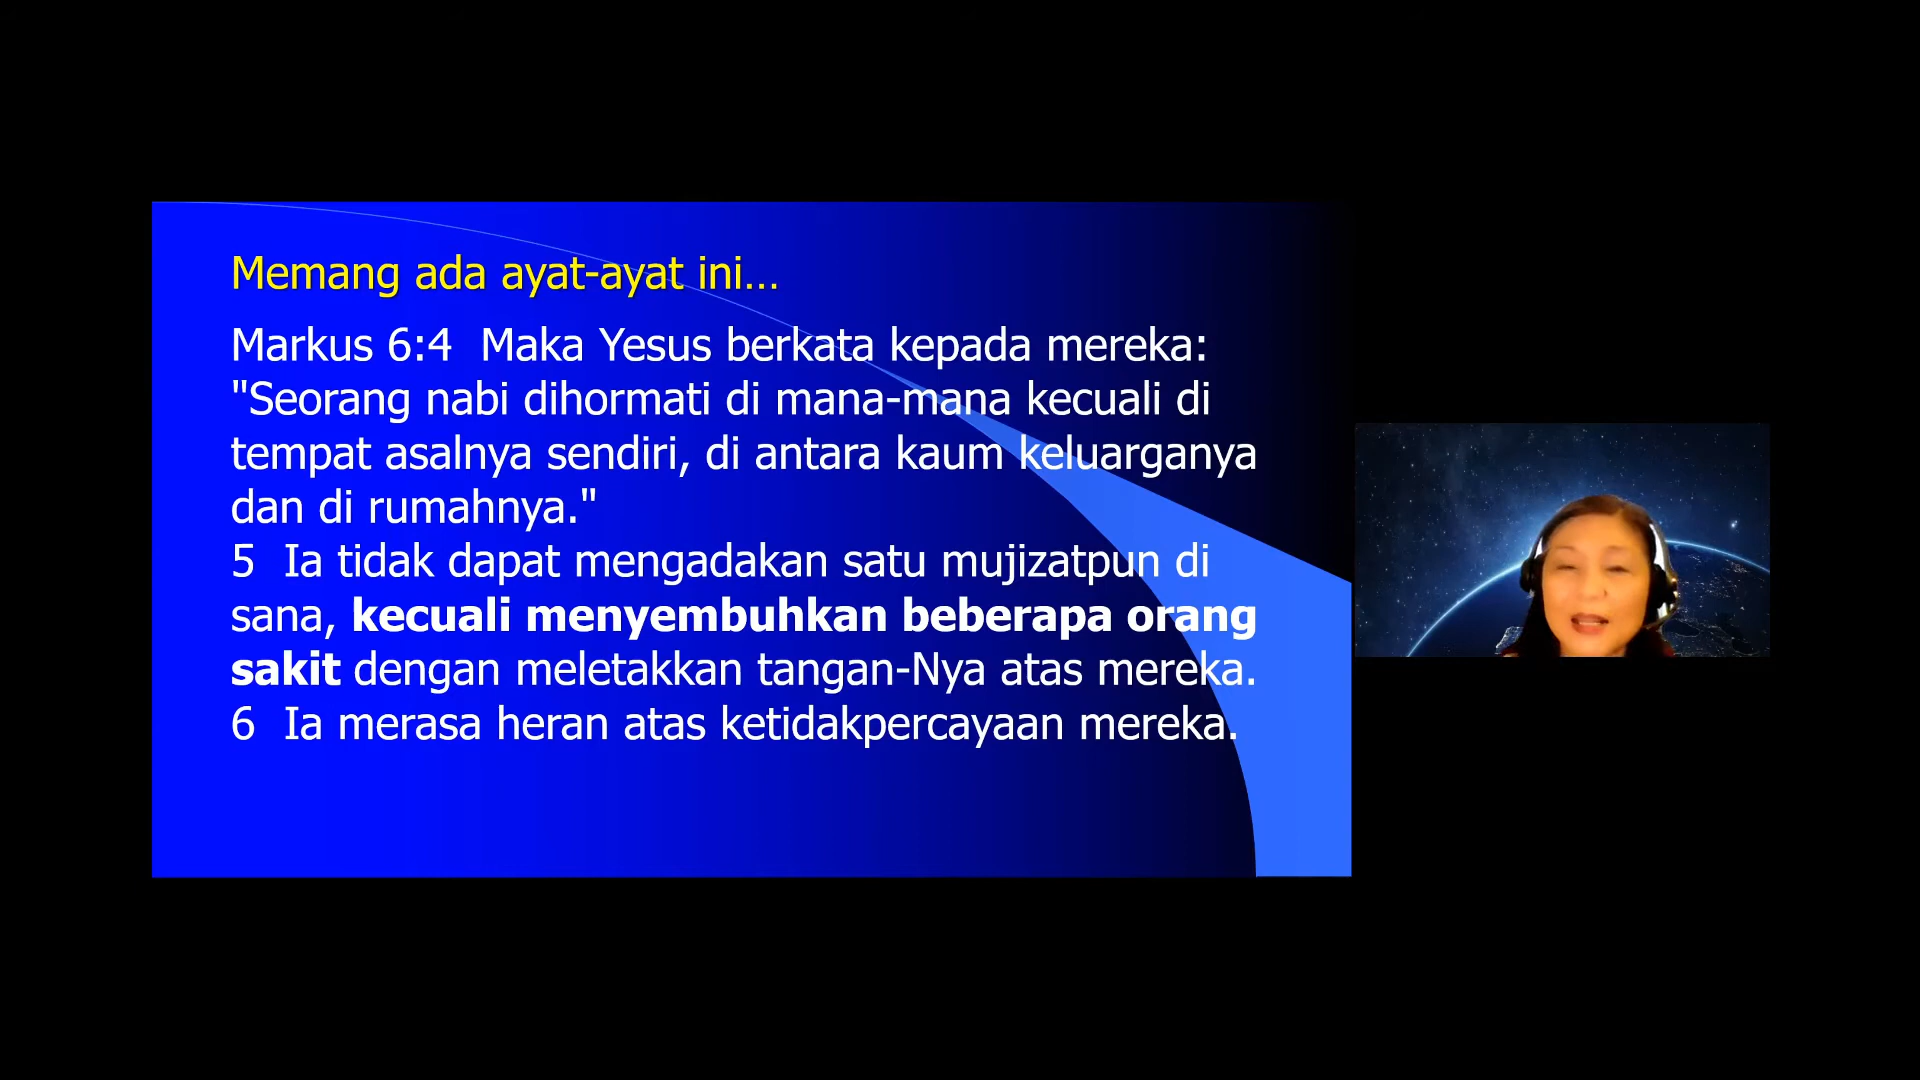 Memang ada ayat-ayat ini...
Markus 6:4  Maka Yesus berkata kepada mereka:
"Seorang nabi dihormati di mana-mana kecuali di
tempat asalnya sendiri, di antara kaum keluarganya
dan di rumahnya."
5  Ia tidak dapat mengadakan satu mujizatpun di
sana, kecuali menyembuhkan beberapa orang
sakit dengan meletakkan tangan-Nya atas mereka.
6  Ia merasa heran atas ketidakpercayaan mereka.